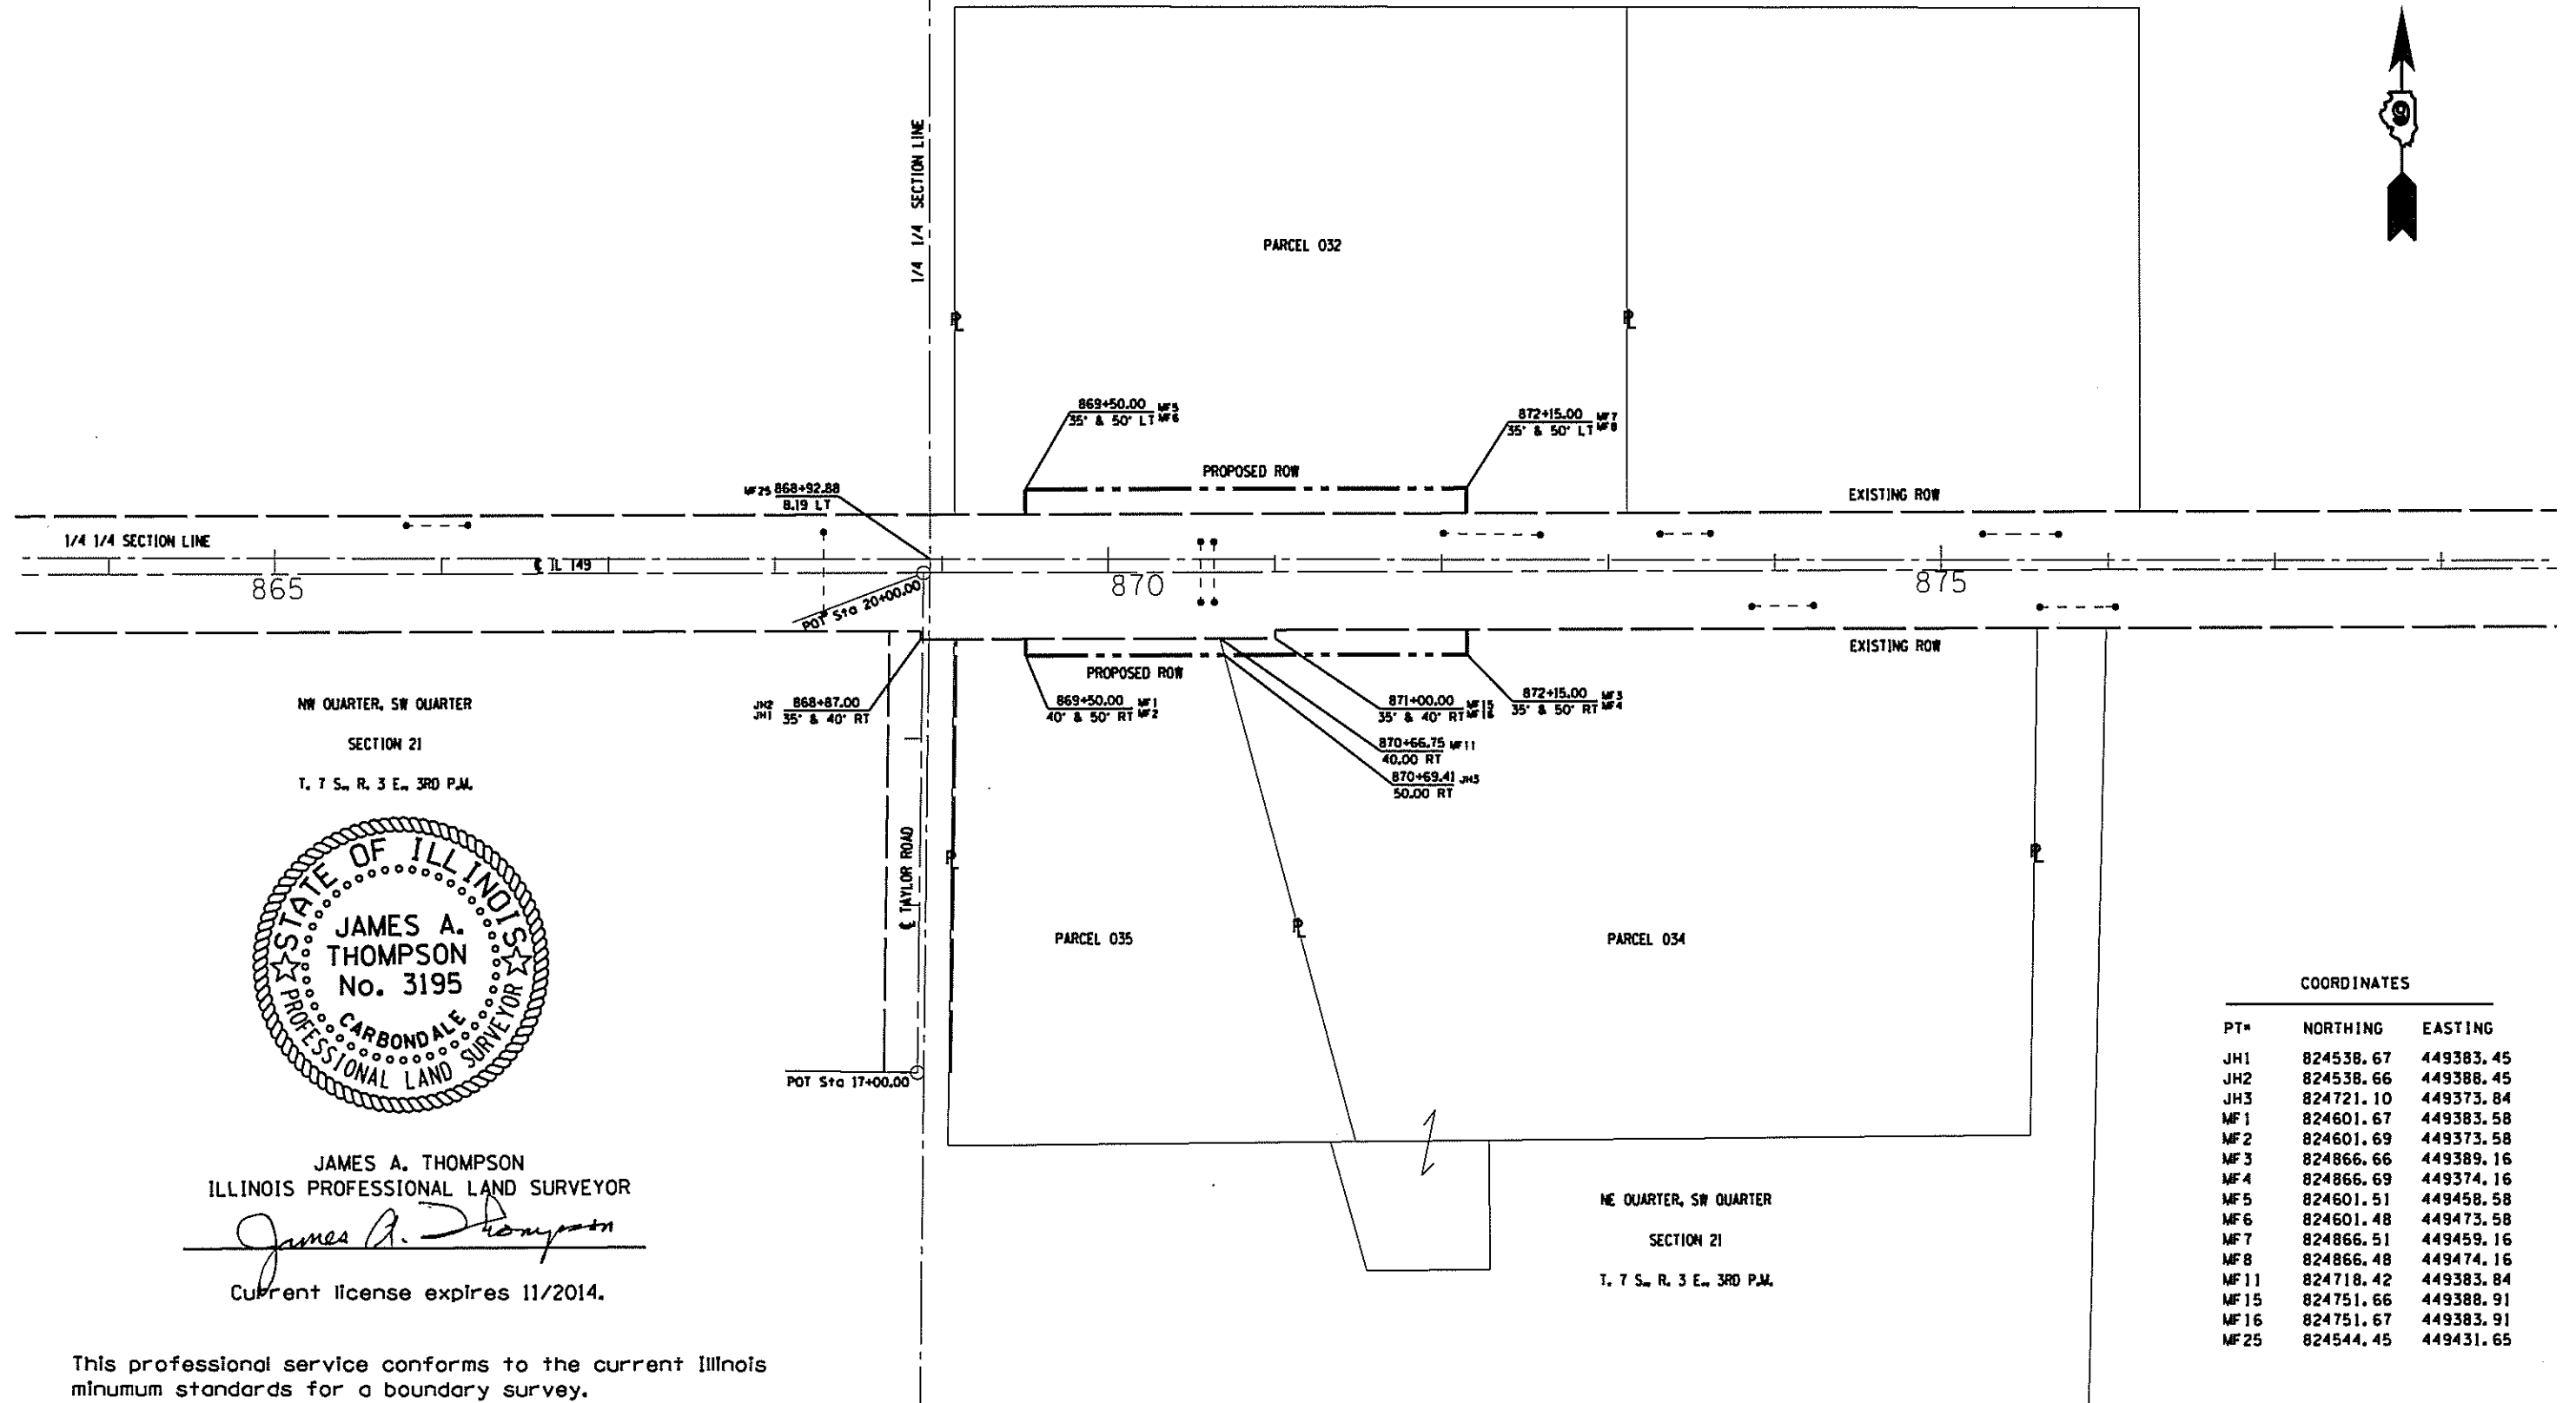 1/4 1/4 SECTION LINE
PARCEL 032
PL
PL
869+50.00 MF5
35' & 50' LT MF6
872+15.00 MF7
35' & 50' LT MF8
PROPOSED ROW
MF25 868+92.88
8.19 LT
EXISTING ROW
1/4 1/4 SECTION LINE
℄ IL 149
865
870
875
POT Sta 20+00.00
EXISTING ROW
PROPOSED ROW
JH2 868+87.00
JH1 35' & 40' RT
869+50.00 MF1
40' & 50' RT MF2
871+00.00 MF15
35' & 40' RT MF16
872+15.00 MF3
35' & 50' RT MF4
870+66.75 MF11
40.00 RT
870+69.41 JH3
50.00 RT
NW QUARTER, SW QUARTER
SECTION 21
T. 7 S., R. 3 E., 3RD P.M.
℄ TAYLOR ROAD
PL
PL
PL
PARCEL 035
PARCEL 034
STATE OF ILLINOIS
JAMES A.
THOMPSON
No. 3195
CARBONDALE
PROFESSIONAL LAND SURVEYOR
POT Sta 17+00.00
JAMES A. THOMPSON
ILLINOIS PROFESSIONAL LAND SURVEYOR
James A. Thompson
Current license expires 11/2014.
This professional service conforms to the current Illinois
minumum standards for a boundary survey.
NE QUARTER, SW QUARTER
SECTION 21
T. 7 S., R. 3 E., 3RD P.M.
9
COORDINATES
PT# NORTHING EASTING
JH1 824538.67 449383.45
JH2 824538.66 449388.45
JH3 824721.10 449373.84
MF1 824601.67 449383.58
MF2 824601.69 449373.58
MF3 824866.66 449389.16
MF4 824866.69 449374.16
MF5 824601.51 449458.58
MF6 824601.48 449473.58
MF7 824866.51 449459.16
MF8 824866.48 449474.16
MF11 824718.42 449383.84
MF15 824751.66 449388.91
MF16 824751.67 449383.91
MF25 824544.45 449431.65